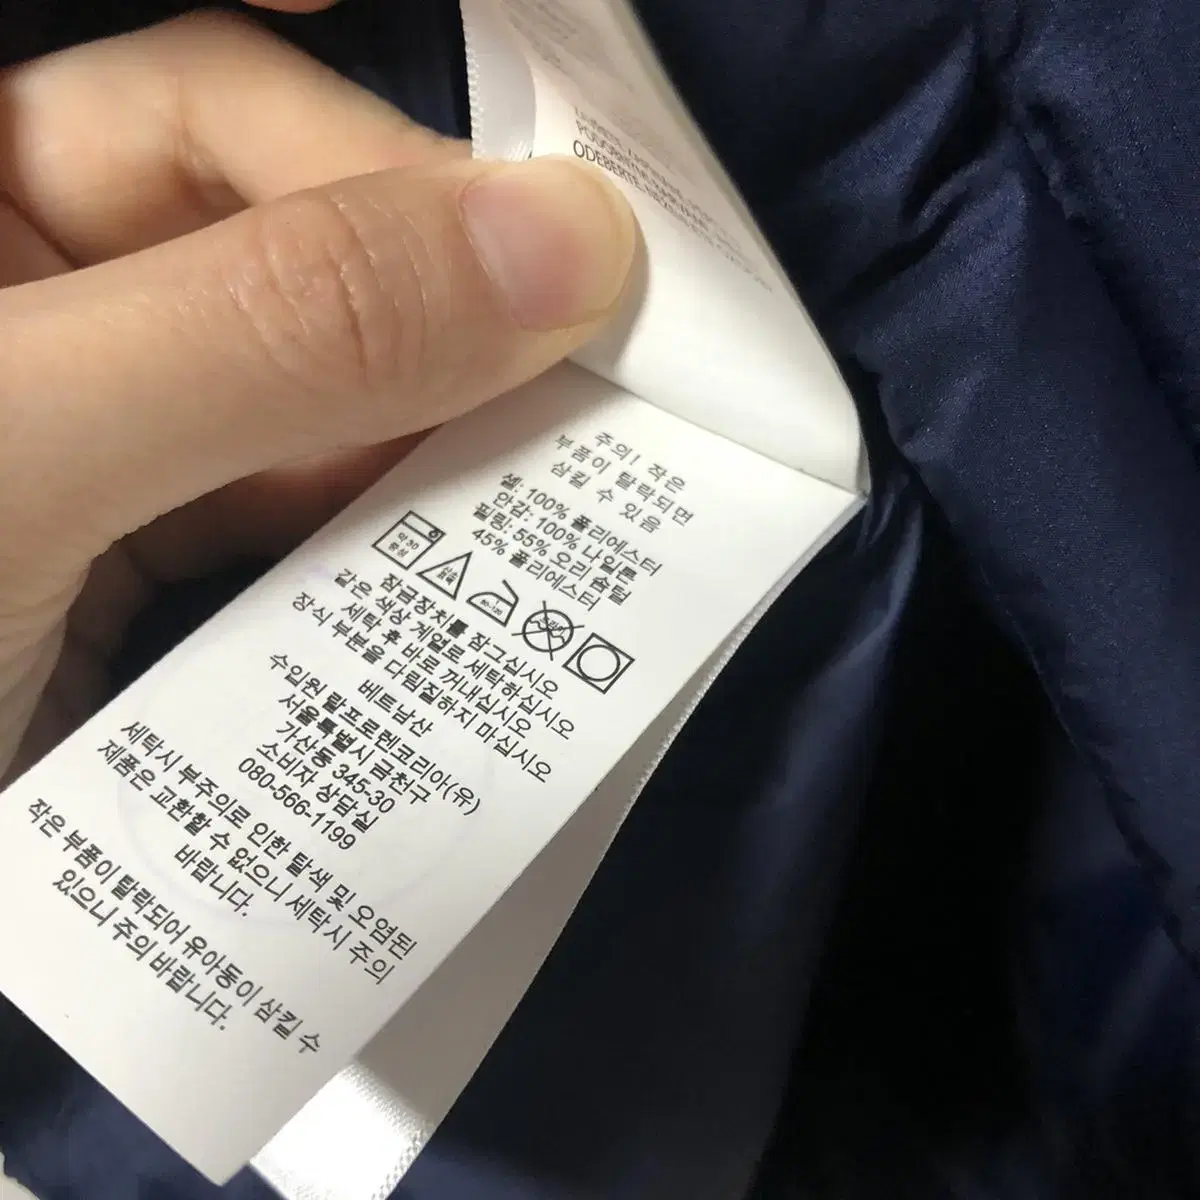 ODEBERTE
주의! 작은
부품이 탈락되면
삼킬 수 있음
쉘: 100% 폴리에스터
안감: 100% 나일론
필링: 55% 오리 솜털
45% 폴리에스터
약30
중성
80-120
잠금장치를 잠그십시오
같은 색상 계열로 세탁하십시오
세탁 후 바로 꺼내십시오
장식 부분을 다림질하지 마십시오
베트남산
수입원 랄프로렌코리아(유)
서울특별시 금천구
가산동 345-30
소비자 상담실
080-566-1199
세탁시 부주의로 인한 탈색 및 오염된
제품은 교환할 수 없으니 세탁시 주의
바랍니다.
작은 부품이 탈락되어 유아동이 삼킬 수
있으니 주의 바랍니다.